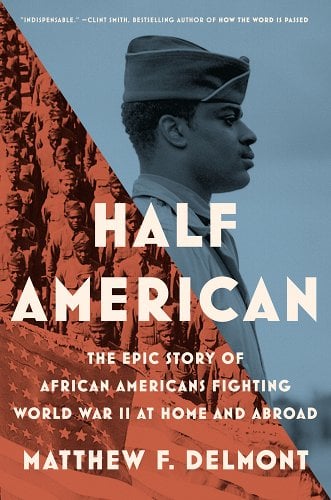 "INDISPENSABLE." —CLINT SMITH, BESTSELLING AUTHOR OF HOW THE WORD IS PASSED
HALF
AMERICAN
THE EPIC STORY OF
AFRICAN AMERICANS FIGHTING
WORLD WAR II AT HOME AND ABROAD
MATTHEW F. DELMONT